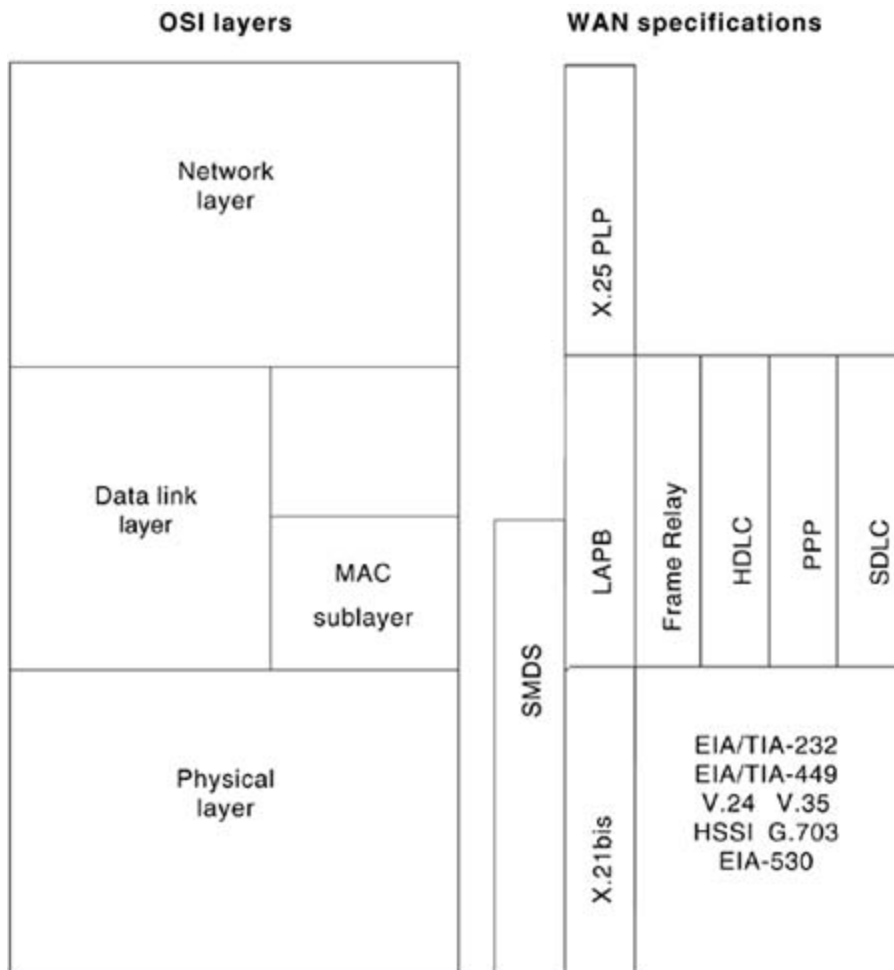 OSI layers
WAN specifications
Network
layer
Data link
layer
MAC
sublayer
Physical
layer
X.25 PLP
SMDS
LAPB
Frame Relay
HDLC
PPP
SDLC
X.21bis
EIA/TIA-232
EIA/TIA-449
V.24 V.35
HSSI G.703
EIA-530